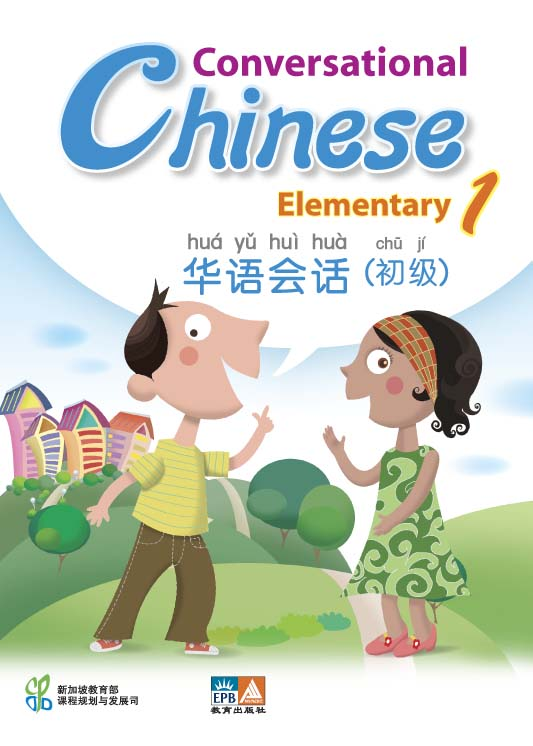 Conversational
Chinese
Elementary 1
huá yǔ huì huà chū jí
华语会话（初级）
新加坡教育部
课程规划与发展司
EPB
教育出版社